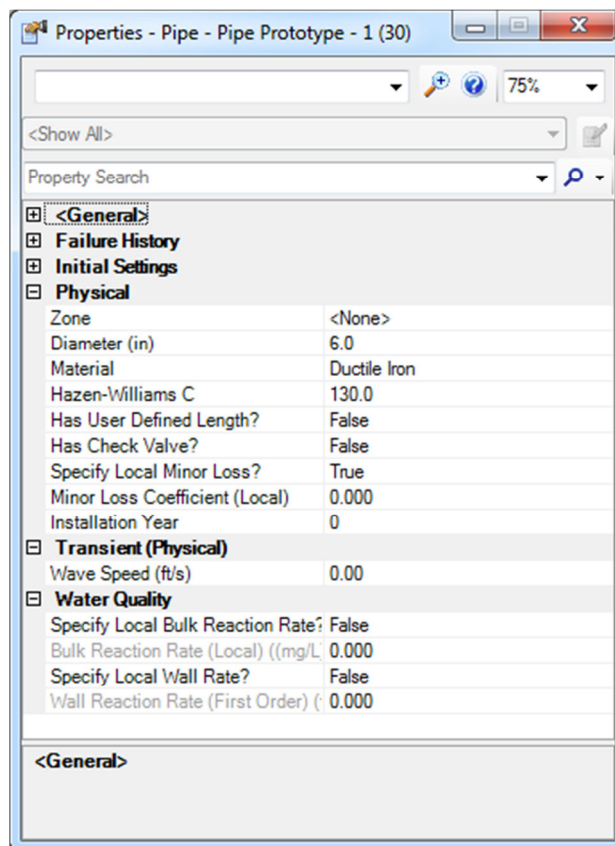 Properties - Pipe - Pipe Prototype - 1 (30)
75%
<Show All>
Property Search
<General>
Failure History
Initial Settings
Physical
Zone <None>
Diameter (in) 6.0
Material Ductile Iron
Hazen-Williams C 130.0
Has User Defined Length? False
Has Check Valve? False
Specify Local Minor Loss? True
Minor Loss Coefficient (Local) 0.000
Installation Year 0
Transient (Physical)
Wave Speed (ft/s) 0.00
Water Quality
Specify Local Bulk Reaction Rate? False
Bulk Reaction Rate (Local) ((mg/L 0.000
Specify Local Wall Rate? False
Wall Reaction Rate (First Order) ( 0.000
<General>